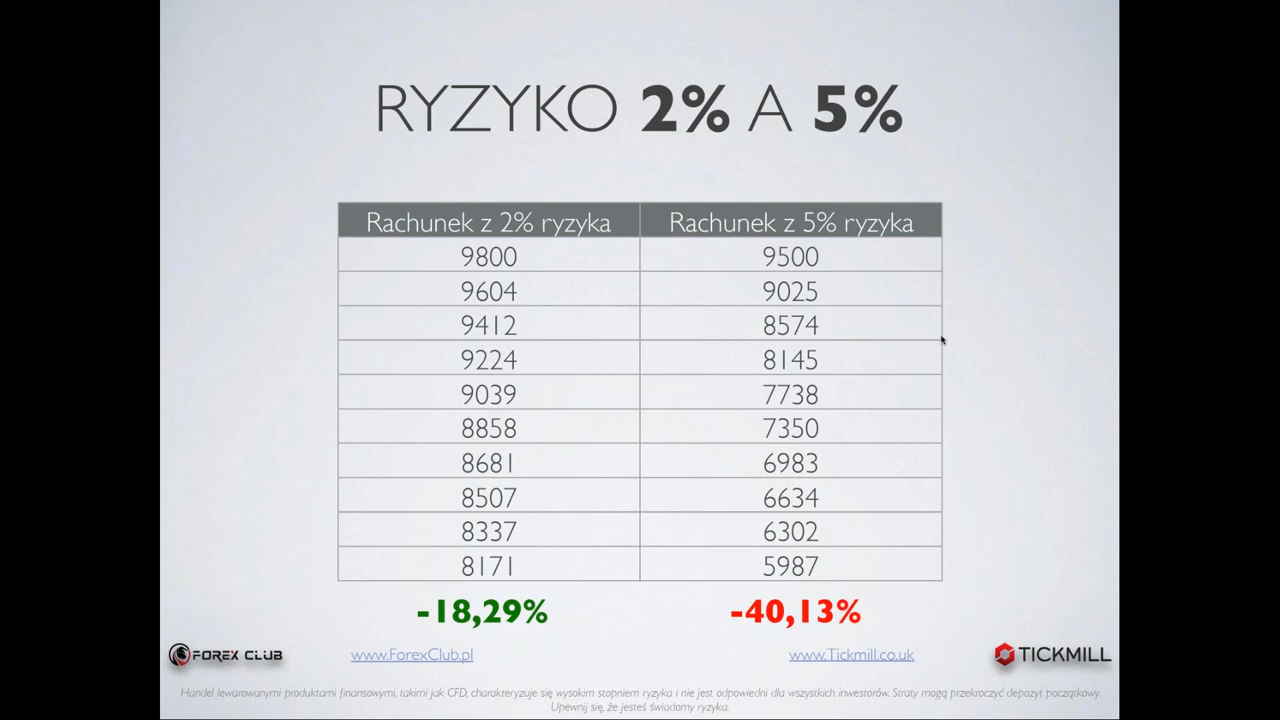 RYZYKO 2% A 5%
Rachunek z 2% ryzyka Rachunek z 5% ryzyka
9800 9500
9604 9025
9412 8574
9224 8145
9039 7738
8858 7350
8681 6983
8507 6634
8337 6302
8171 5987
-18,29% -40,13%
FOREX CLUB www.ForexClub.pl www.Tickmill.co.uk TICKMILL
Handel lewarowanymi produktami finansowymi, takimi jak CFD, charakteryzuje się wysokim stopniem ryzyka i nie jest odpowiedni dla wszystkich inwestorów. Straty mogą przekroczyć depozyt początkowy.
Upewnij się, że jesteś świadomy ryzyka.